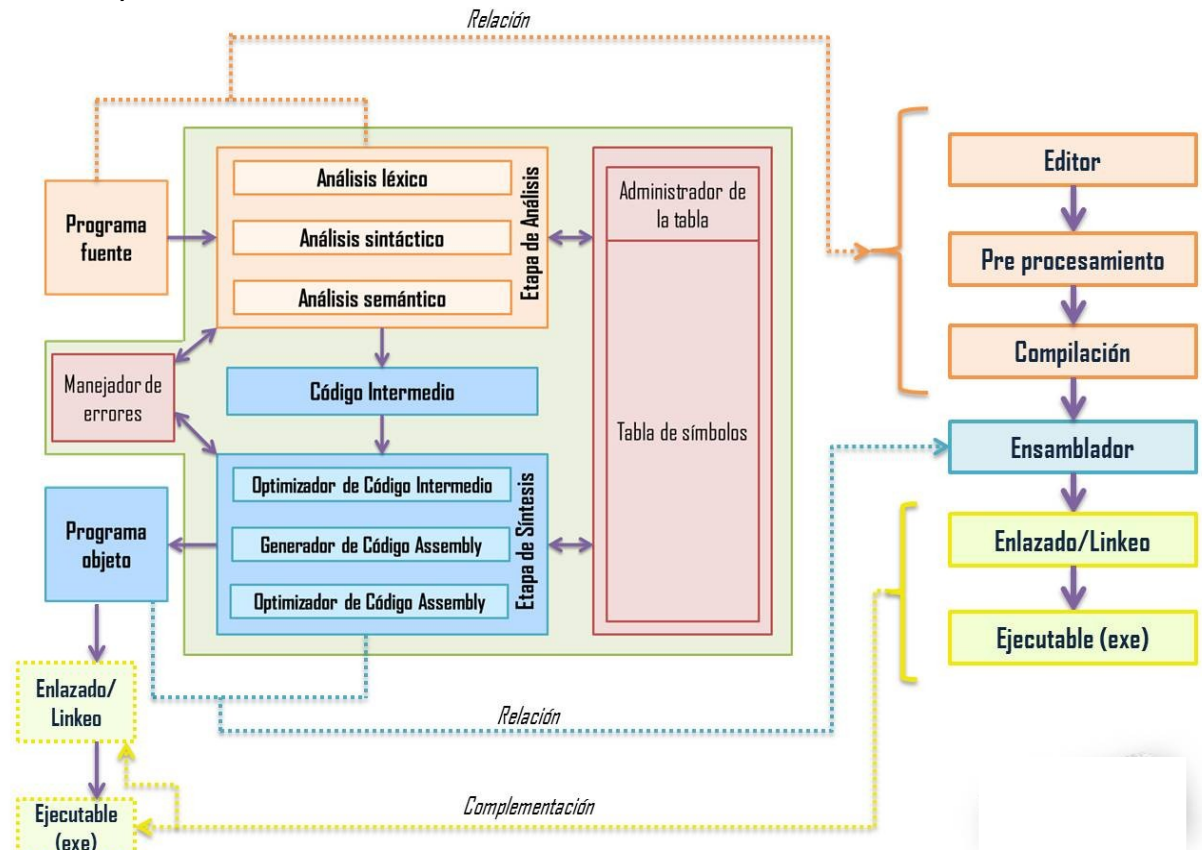 Relación
Programa
fuente
Análisis léxico
Análisis sintáctico
Análisis semántico
Etapa de Análisis
Administrador de
la tabla
Tabla de símbolos
Manejador de
errores
Código Intermedio
Programa
objeto
Optimizador de Código Intermedio
Generador de Código Assembly
Optimizador de Código Assembly
Etapa de Síntesis
Enlazado/
Linkeo
Ejecutable
(exe)
Relación
Complementación
Editor
Pre procesamiento
Compilación
Ensamblador
Enlazado/Linkeo
Ejecutable (exe)